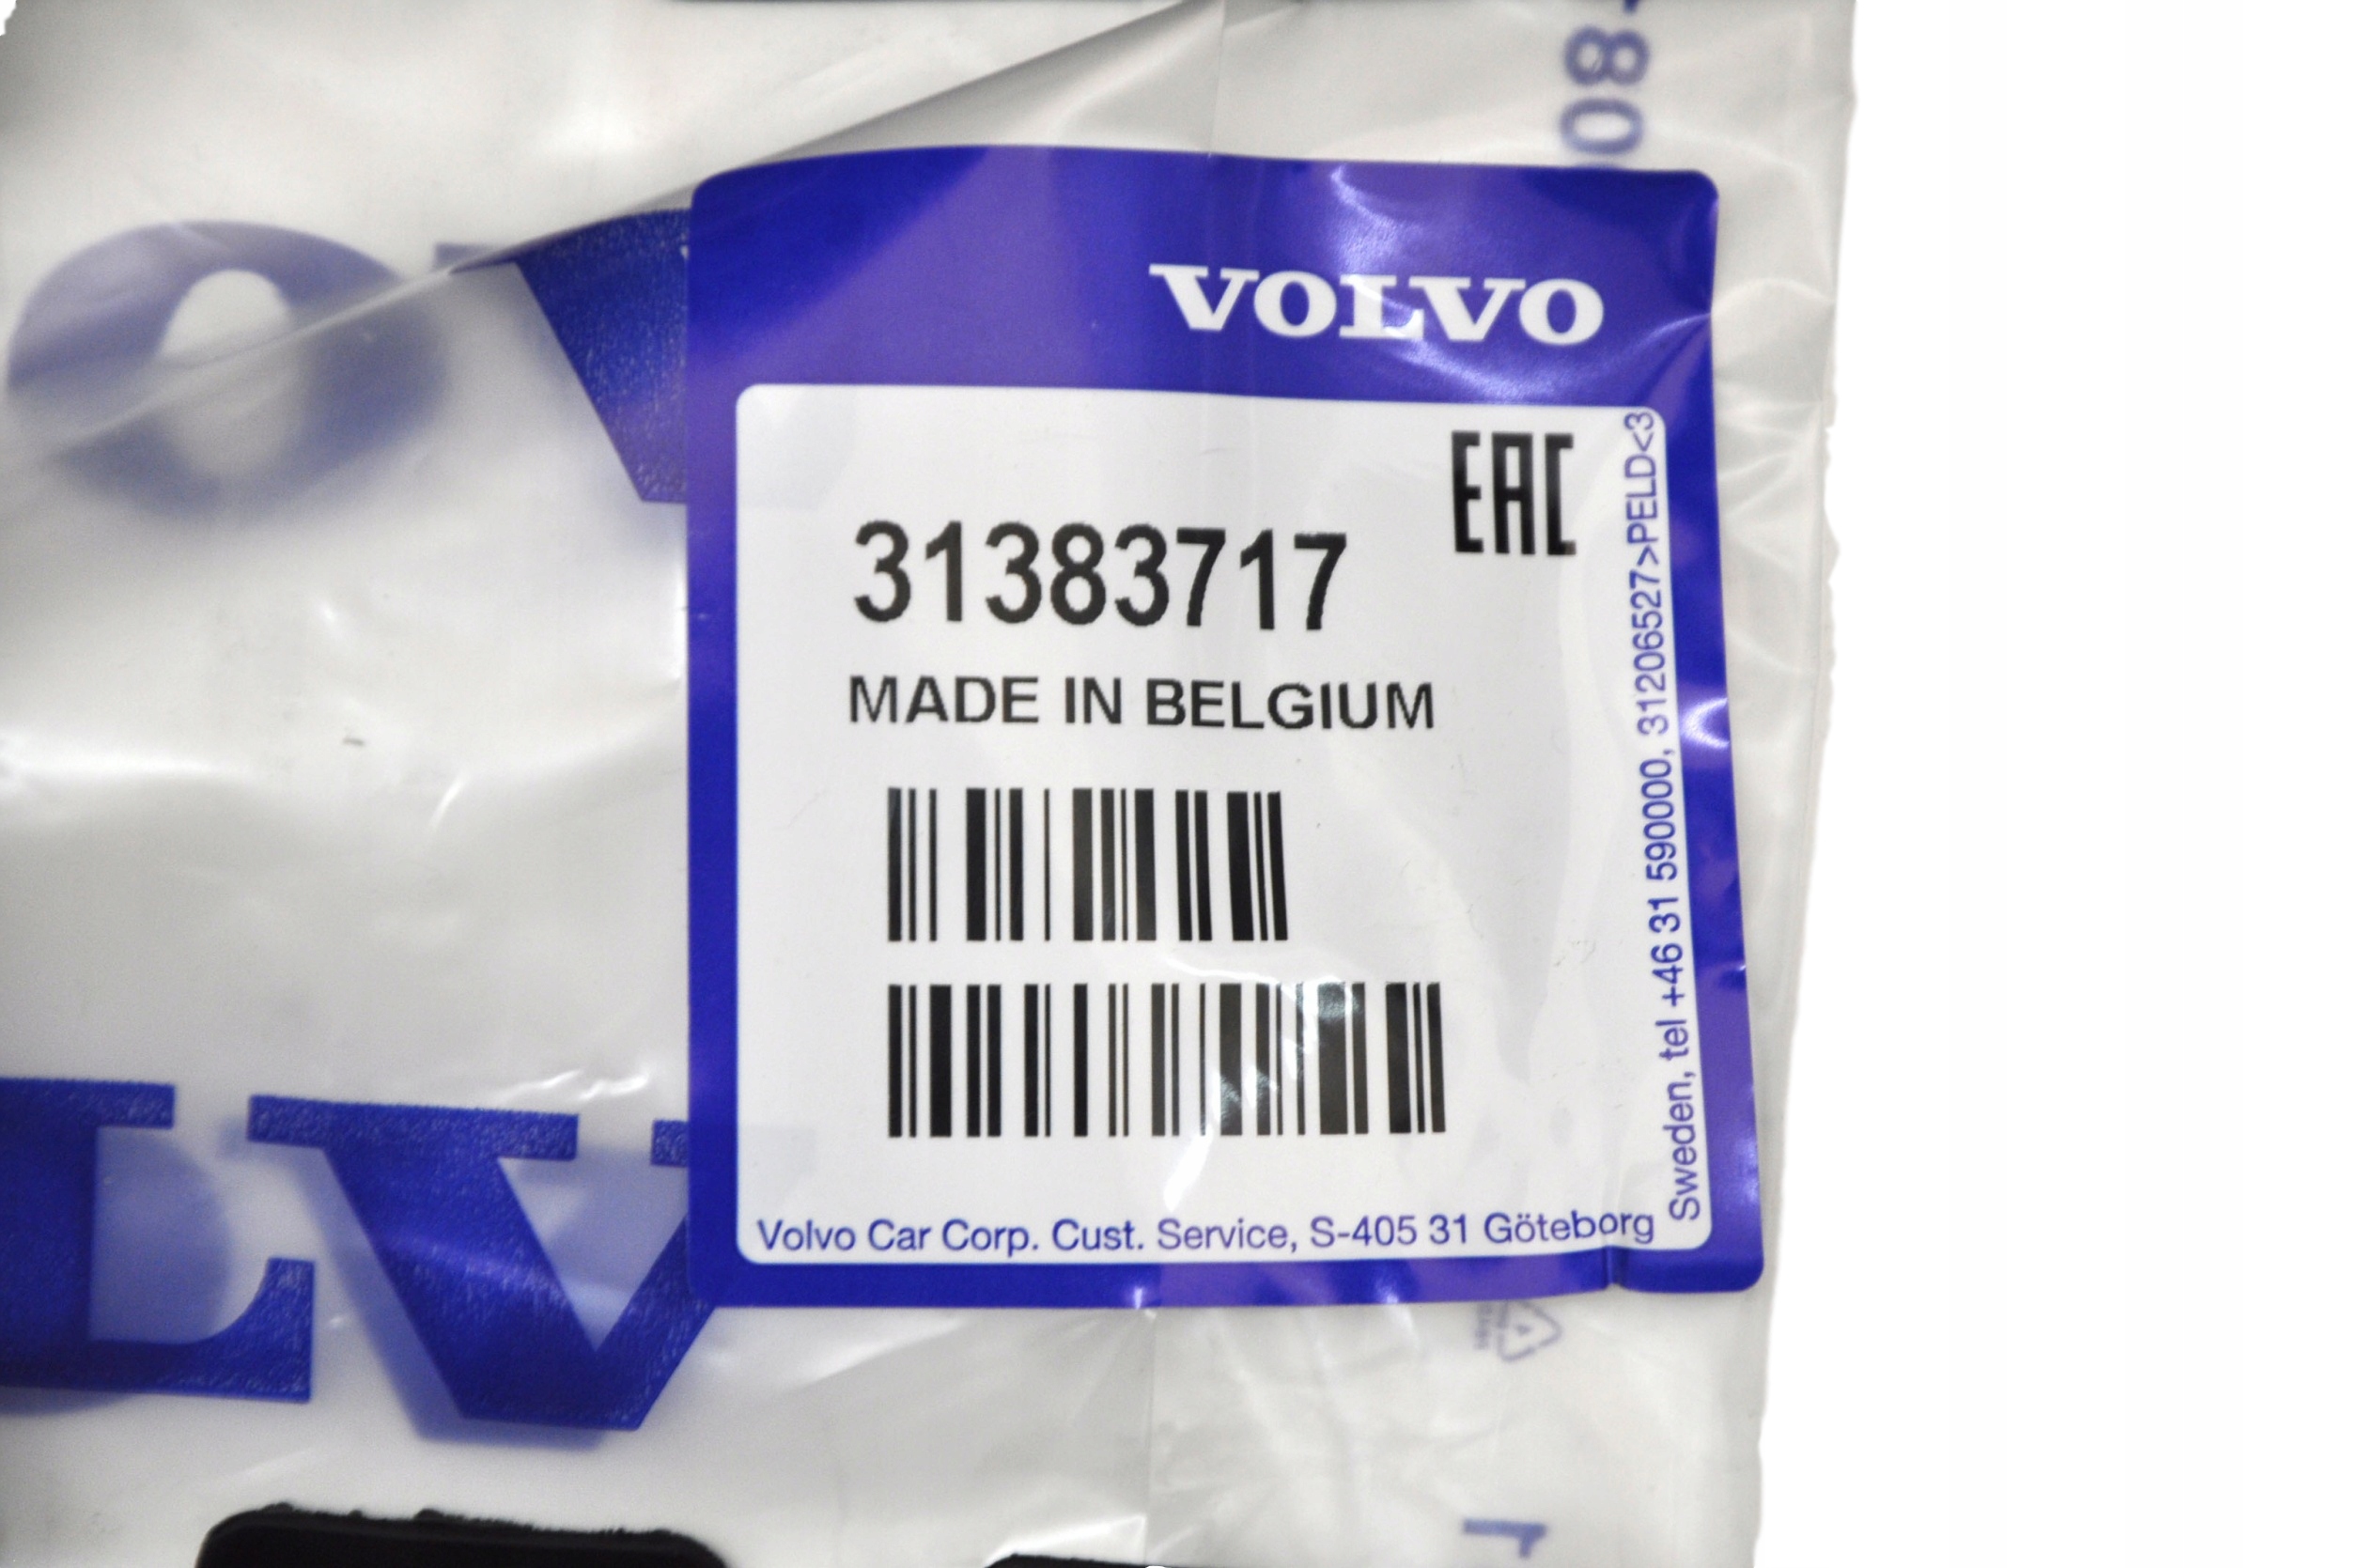 VOLVO
EAC
31383717
MADE IN BELGIUM
Volvo Car Corp. Cust. Service, S-405 31 Göteborg
Sweden, tel +46 31 590000, 31206527>PELD<3
LV